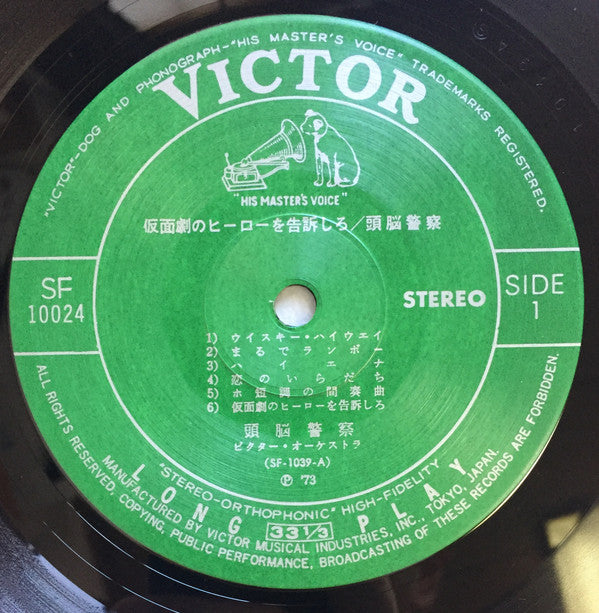 "VICTOR"–DOG AND PHONOGRAPH–"HIS MASTER'S VOICE" TRADEMARKS REGISTERED.
VICTOR
"HIS MASTER'S VOICE"
仮面劇のヒーローを告訴しろ/頭脳警察
SF
10024
STEREO
SIDE
1
1) ウイスキー・ハイウエイ
2) まるでランボー
3) ハイエナ
4) 恋のいらだち
5) ホ短調の間奏曲
6) 仮面劇のヒーローを告訴しろ
頭脳警察
ビクター・オーケストラ
(SF-1039-A)
Ⓟ '73
"STEREO-ORTHOPHONIC" HIGH-FIDELITY
LONG 33 1/3 PLAY
MANUFACTURED BY VICTOR MUSICAL INDUSTRIES, INC., TOKYO, JAPAN.
ALL RIGHTS RESERVED, COPYING, PUBLIC PERFORMANCE, BROADCASTING OF THESE RECORDS ARE FORBIDDEN.